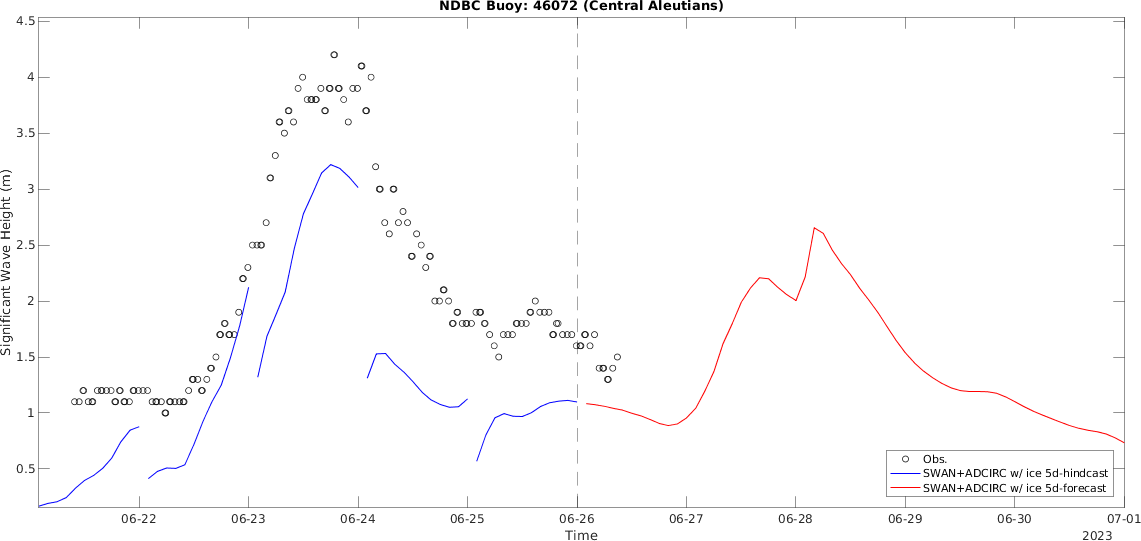 NDBC Buoy: 46072 (Central Aleutians)
Significant Wave Height (m)
4.5
4
3.5
3
2.5
2
1.5
1
0.5
Obs.
SWAN+ADCIRC w/ ice 5d-hindcast
SWAN+ADCIRC w/ ice 5d-forecast
06-22 06-23 06-24 06-25 06-26 06-27 06-28 06-29 06-30 07-01
Time
2023